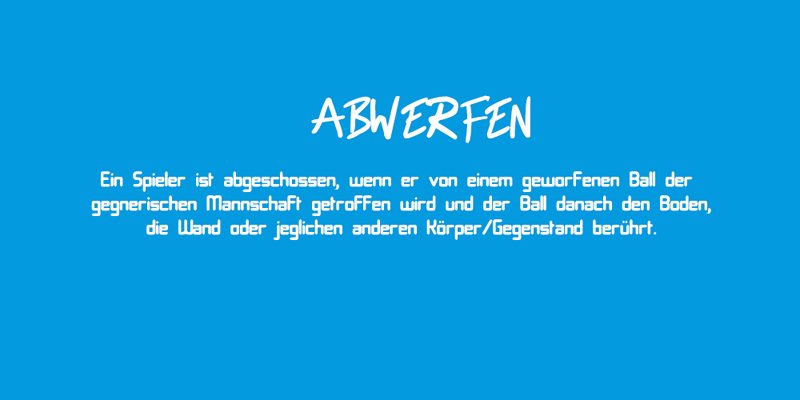 ABWERFEN
Ein Spieler ist abgeschossen, wenn er von einem geworfenen Ball der
gegnerischen Mannschaft getroffen wird und der Ball danach den Boden,
die Wand oder jeglichen anderen Körper/Gegenstand berührt.